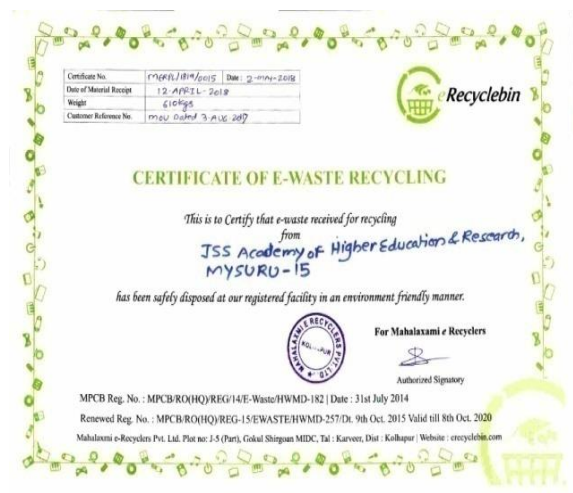 Certificate No. MERPL/1819/0015 Date : 2-MAY-2018
Date of Material Receipt 12-APRIL-2018
Weight 610kgs
Customer Reference No. MOU Dated 3-AUG 2017
eRecyclebin
CERTIFICATE OF E-WASTE RECYCLING
This is to Certify that e-waste received for recycling
from
JSS Academy of Higher Education & Research,
MYSURU-15
has been safely disposed at our registered facility in an environment friendly manner.
MAHALAXMI E RECYCLERS PVT. LTD.
For Mahalaxami e Recyclers
Authorized Signatory
MPCB Reg. No. : MPCB/RO(HQ)/REG/14/E-Waste/HWMD-182 | Date : 31st July 2014
Renewed Reg. No. : MPCB/RO(HQ)/REG-15/EWASTE/HWMD-257/Dt. 9th Oct. 2015 Valid till 8th Oct. 2020
Mahalaxmi e-Recyclers Pvt. Ltd. Plot no: J-5 (Part), Gokul Shirgoan MIDC, Tal : Karveer, Dist : Kolhapur | Website : erecyclebin.com